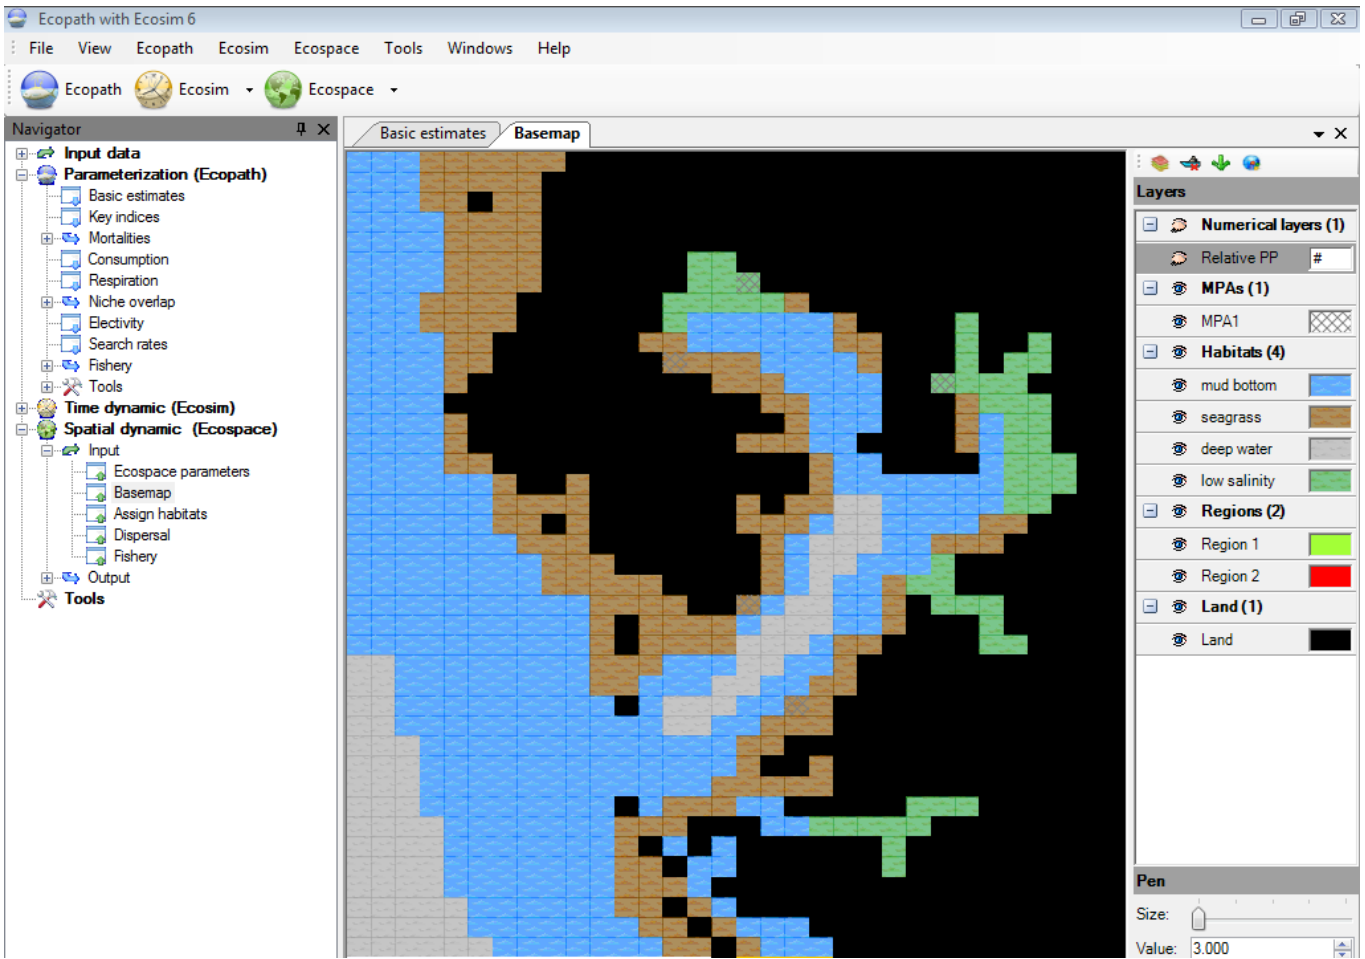 Ecopath with Ecosim 6
File View Ecopath Ecosim Ecospace Tools Windows Help
Ecopath Ecosim Ecospace
Navigator
Input data
Parameterization (Ecopath)
Basic estimates
Key indices
Mortalities
Consumption
Respiration
Niche overlap
Electivity
Search rates
Fishery
Tools
Time dynamic (Ecosim)
Spatial dynamic (Ecospace)
Input
Ecospace parameters
Basemap
Assign habitats
Dispersal
Fishery
Output
Tools
Basic estimates Basemap
Layers
Numerical layers (1)
Relative PP #
MPAs (1)
MPA1
Habitats (4)
mud bottom
seagrass
deep water
low salinity
Regions (2)
Region 1
Region 2
Land (1)
Land
Pen
Size:
Value: 3.000